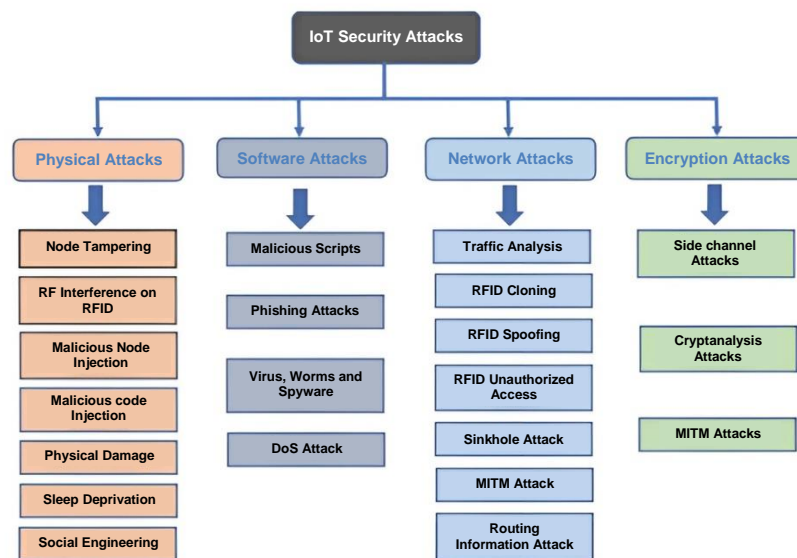 IoT Security Attacks
Physical Attacks
Software Attacks
Network Attacks
Encryption Attacks
Node Tampering
RF Interference on
RFID
Malicious Node
Injection
Malicious code
Injection
Physical Damage
Sleep Deprivation
Social Engineering
Malicious Scripts
Phishing Attacks
Virus, Worms and
Spyware
DoS Attack
Traffic Analysis
RFID Cloning
RFID Spoofing
RFID Unauthorized
Access
Sinkhole Attack
MITM Attack
Routing
Information Attack
Side channel
Attacks
Cryptanalysis
Attacks
MITM Attacks